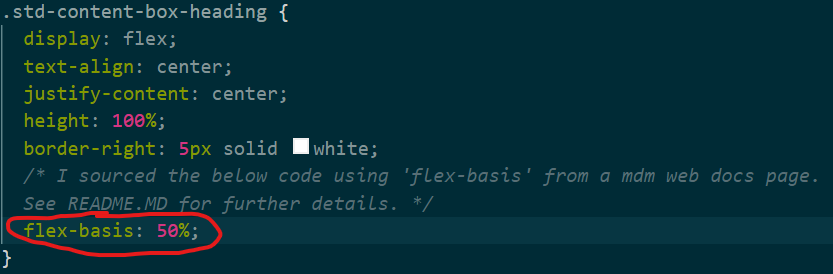 .std-content-box-heading {
display: flex;
text-align: center;
justify-content: center;
height: 100%;
border-right: 5px solid white;
/* I sourced the below code using 'flex-basis' from a mdm web docs page.
See README.MD for further details. */
flex-basis: 50%;
}